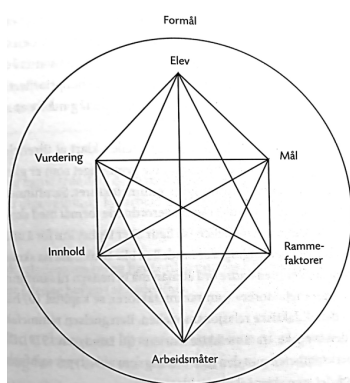 Formål
Elev
Vurdering
Mål
Innhold
Ramme-
faktorer
Arbeidsmåter